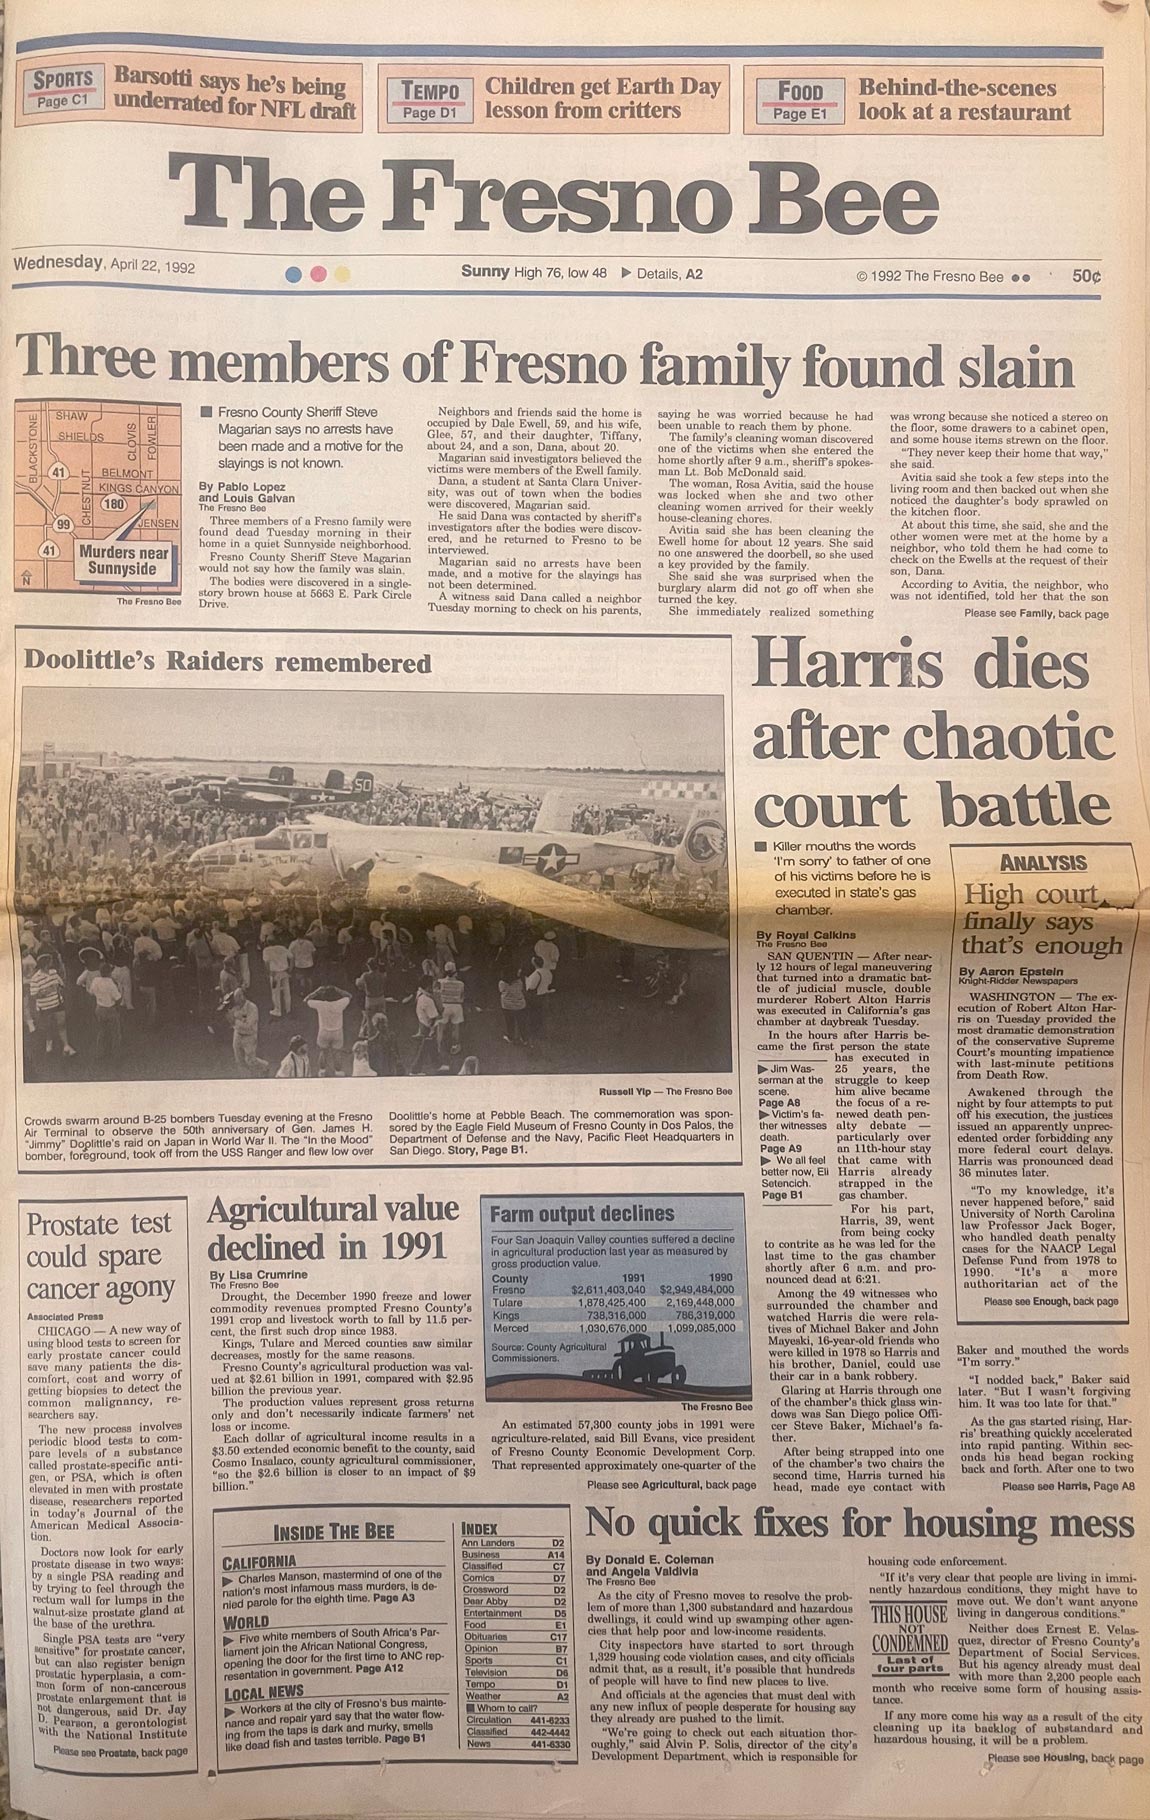 SPORTS
Page C1
Barsotti says he's being
underrated for NFL draft
TEMPO
Page D1
Children get Earth Day
lesson from critters
FOOD
Page E1
Behind-the-scenes
look at a restaurant
The Fresno Bee
Wednesday, April 22, 1992
Sunny High 76, low 48 ▶ Details, A2
© 1992 The Fresno Bee ●●
50¢
Three members of Fresno family found slain
SHAW
SHIELDS
BLACKSTONE
CLOVIS
FOWLER
41
BELMONT
CHESTNUT
KINGS CANYON
180
99
JENSEN
41
Murders near
Sunnyside
N
The Fresno Bee
■ Fresno County Sheriff Steve
Magarian says no arrests have
been made and a motive for the
slayings is not known.
By Pablo Lopez
and Louis Galvan
The Fresno Bee
Three members of a Fresno family were
found dead Tuesday morning in their
home in a quiet Sunnyside neighborhood.
Fresno County Sheriff Steve Magarian
would not say how the family was slain.
The bodies were discovered in a single-
story brown house at 5663 E. Park Circle
Drive.
Neighbors and friends said the home is
occupied by Dale Ewell, 59, and his wife,
Glee, 57, and their daughter, Tiffany,
about 24, and a son, Dana, about 20.
Magarian said investigators believed the
victims were members of the Ewell family.
Dana, a student at Santa Clara Univer-
sity, was out of town when the bodies
were discovered, Magarian said.
He said Dana was contacted by sheriff's
investigators after the bodies were discov-
ered, and he returned to Fresno to be
interviewed.
Magarian said no arrests have been
made, and a motive for the slayings has
not been determined.
A witness said Dana called a neighbor
Tuesday morning to check on his parents,
saying he was worried because he had
been unable to reach them by phone.
The family's cleaning woman discovered
one of the victims when she entered the
home shortly after 9 a.m., sheriff's spokes-
man Lt. Bob McDonald said.
The woman, Rosa Avitia, said the house
was locked when she and two other
cleaning women arrived for their weekly
house-cleaning chores.
Avitia said she has been cleaning the
Ewell home for about 12 years. She said
no one answered the doorbell, so she used
a key provided by the family.
She said she was surprised when the
burglary alarm did not go off when she
turned the key.
She immediately realized something
was wrong because she noticed a stereo on
the floor, some drawers to a cabinet open,
and some house items strewn on the floor.
"They never keep their home that way,"
she said.
Avitia said she took a few steps into the
living room and then backed out when she
noticed the daughter's body sprawled on
the kitchen floor.
At about this time, she said, she and the
other women were met at the home by a
neighbor, who told them he had come to
check on the Ewells at the request of their
son, Dana.
According to Avitia, the neighbor, who
was not identified, told her that the son
Please see Family, back page
Doolittle's Raiders remembered
50
Russell Yip — The Fresno Bee
Crowds swarm around B-25 bombers Tuesday evening at the Fresno
Air Terminal to observe the 50th anniversary of Gen. James H.
"Jimmy" Doolittle's raid on Japan in World War II. The "In the Mood"
bomber, foreground, took off from the USS Ranger and flew low over
Doolittle's home at Pebble Beach. The commemoration was spon-
sored by the Eagle Field Museum of Fresno County in Dos Palos, the
Department of Defense and the Navy, Pacific Fleet Headquarters in
San Diego. Story, Page B1.
Harris dies
after chaotic
court battle
■ Killer mouths the words
'I'm sorry' to father of one
of his victims before he is
executed in state's gas
chamber.
By Royal Calkins
The Fresno Bee
SAN QUENTIN — After near-
ly 12 hours of legal maneuvering
that turned into a dramatic bat-
tle of judicial muscle, double
murderer Robert Alton Harris
was executed in California's gas
chamber at daybreak Tuesday.
In the hours after Harris be-
came the first person the state
has executed in
25 years, the
struggle to keep
him alive became
the focus of a re-
newed death pen-
alty debate —
particularly over
an 11th-hour stay
that came with
Harris already
strapped in the
gas chamber.
▶ Jim Was-
serman at the
scene.
Page A8
▶ Victim's fa-
ther witnesses
death.
Page A9
▶ We all feel
better now, Eli
Setencich.
Page B1
For his part,
Harris, 39, went
from being cocky
to contrite as he was led for the
last time to the gas chamber
shortly after 6 a.m. and pro-
nounced dead at 6:21.
Among the 49 witnesses who
surrounded the chamber and
watched Harris die were rela-
tives of Michael Baker and John
Mayeski, 16-year-old friends who
were killed in 1978 so Harris and
his brother, Daniel, could use
their car in a bank robbery.
Glaring at Harris through one
of the chamber's thick glass win-
dows was San Diego police Offi-
cer Steve Baker, Michael's fa-
ther.
After being strapped into one
of the chamber's two chairs the
second time, Harris turned his
head, made eye contact with
Baker and mouthed the words
"I'm sorry."
"I nodded back," Baker said
later. "But I wasn't forgiving
him. It was too late for that."
As the gas started rising, Har-
ris' breathing quickly accelerated
into rapid panting. Within sec-
onds his head began rocking
back and forth. After one to two
Please see Harris, Page A8
ANALYSIS
High court
finally says
that's enough
By Aaron Epstein
Knight-Ridder Newspapers
WASHINGTON — The ex-
ecution of Robert Alton Har-
ris on Tuesday provided the
most dramatic demonstration
of the conservative Supreme
Court's mounting impatience
with last-minute petitions
from Death Row.
Awakened through the
night by four attempts to put
off his execution, the justices
issued an apparently unprec-
edented order forbidding any
more federal court delays.
Harris was pronounced dead
36 minutes later.
"To my knowledge, it's
never happened before," said
University of North Carolina
law Professor Jack Boger,
who handled death penalty
cases for the NAACP Legal
Defense Fund from 1978 to
1990. "It's a more
authoritarian act of the
Please see Enough, back page
Prostate test
could spare
cancer agony
Associated Press
CHICAGO — A new way of
using blood tests to screen for
early prostate cancer could
save many patients the dis-
comfort, cost and worry of
getting biopsies to detect the
common malignancy, re-
searchers say.
The new process involves
periodic blood tests to com-
pare levels of a substance
called prostate-specific anti-
gen, or PSA, which is often
elevated in men with prostate
disease, researchers reported
in today's Journal of the
American Medical Associa-
tion.
Doctors now look for early
prostate disease in two ways:
by a single PSA reading and
by trying to feel through the
rectum wall for lumps in the
walnut-size prostate gland at
the base of the urethra.
Single PSA tests are "very
sensitive" for prostate cancer,
but can also register benign
prostatic hyperplasia, a com-
mon form of non-cancerous
prostate enlargement that is
not dangerous, said Dr. Jay
D. Pearson, a gerontologist
with the National Institute
Please see Prostate, back page
Agricultural value
declined in 1991
By Lisa Crumrine
The Fresno Bee
Drought, the December 1990 freeze and lower
commodity revenues prompted Fresno County's
1991 crop and livestock worth to fall by 11.5 per-
cent, the first such drop since 1983.
Kings, Tulare and Merced counties saw similar
decreases, mostly for the same reasons.
Fresno County's agricultural production was val-
ued at $2.61 billion in 1991, compared with $2.95
billion the previous year.
The production values represent gross returns
only and don't necessarily indicate farmers' net
loss or income.
Each dollar of agricultural income results in a
$3.50 extended economic benefit to the county, said
Cosmo Insalaco, county agricultural commissioner,
"so the $2.6 billion is closer to an impact of $9
billion."
Farm output declines
Four San Joaquin Valley counties suffered a decline
in agricultural production last year as measured by
gross production value.
County 1991 1990
Fresno $2,611,403,040 $2,949,484,000
Tulare 1,878,425,400 2,169,448,000
Kings 738,316,000 786,319,000
Merced 1,030,676,000 1,099,085,000
Source: County Agricultural
Commissioners.
The Fresno Bee
An estimated 57,300 county jobs in 1991 were
agriculture-related, said Bill Evans, vice president
of Fresno County Economic Development Corp.
That represented approximately one-quarter of the
Please see Agricultural, back page
INSIDE THE BEE
CALIFORNIA
▶ Charles Manson, mastermind of one of the
nation's most infamous mass murders, is de-
nied parole for the eighth time. Page A3
WORLD
▶ Five white members of South Africa's Par-
liament join the African National Congress,
opening the door for the first time to ANC rep-
resentation in government. Page A12
LOCAL NEWS
▶ Workers at the city of Fresno's bus mainte-
nance and repair yard say that the water flow-
ing from the taps is dark and murky, smells
like dead fish and tastes terrible. Page B1
INDEX
Ann Landers D2
Business A14
Classified C7
Comics D7
Crossword D2
Dear Abby D2
Entertainment D5
Food E1
Obituaries C17
Opinion B7
Sports C1
Television D6
Tempo D1
Weather A2
■ Whom to call?
Circulation 441-6233
Classified 442-4442
News 441-6330
No quick fixes for housing mess
By Donald E. Coleman
and Angela Valdivia
The Fresno Bee
As the city of Fresno moves to resolve the prob-
lem of more than 1,300 substandard and hazardous
dwellings, it could wind up swamping other agen-
cies that help poor and low-income residents.
City inspectors have started to sort through
1,329 housing code violation cases, and city officials
admit that, as a result, it's possible that hundreds
of people will have to find new places to live.
And officials at the agencies that must deal with
any new influx of people desperate for housing say
they already are pushed to the limit.
"We're going to check out each situation thor-
oughly," said Alvin P. Solis, director of the city's
Development Department, which is responsible for
housing code enforcement.
"If it's very clear that people are living in immi-
nently hazardous conditions, they might have to
move out. We don't want anyone
living in dangerous conditions."
THIS HOUSE
NOT
CONDEMNED
Last of
four parts
Neither does Ernest E. Velas-
quez, director of Fresno County's
Department of Social Services.
But his agency already must deal
with more than 2,200 people each
month who receive some form of housing assis-
tance.
If any more come his way as a result of the city
cleaning up its backlog of substandard and
hazardous housing, it will be a problem.
Please see Housing, back page